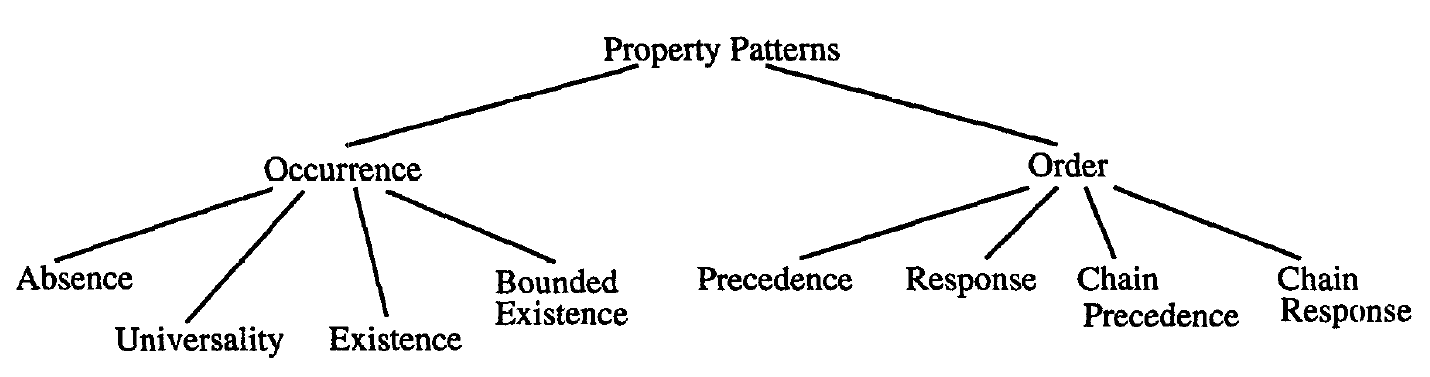 Property Patterns
Occurrence
Order
Absence
Universality
Existence
Bounded
Existence
Precedence
Response
Chain
Precedence
Chain
Response